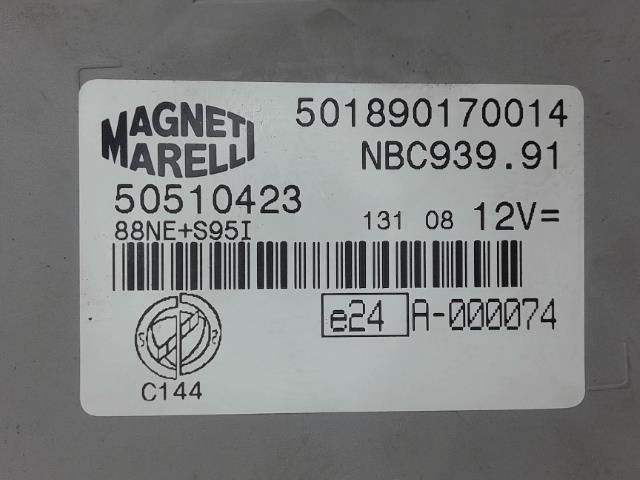 MAGNETI
MARELLI
501890170014
NBC939.91
50510423
131 08 12V=
88NE+S95I
e24 A-000074
C144